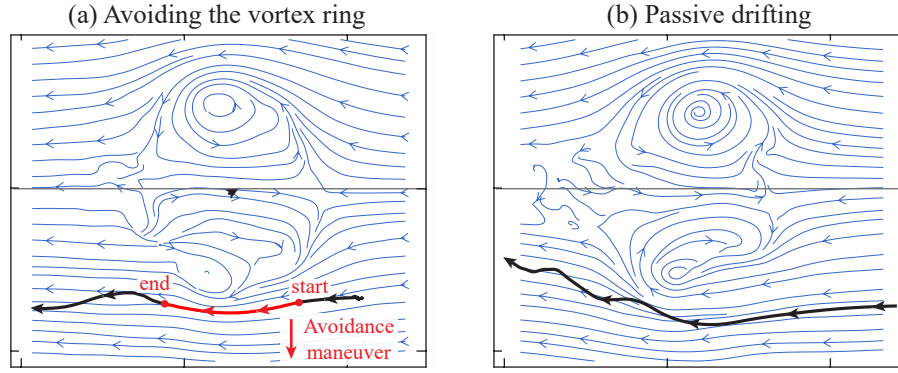 (a) Avoiding the vortex ring
(b) Passive drifting
end
start
Avoidance
maneuver